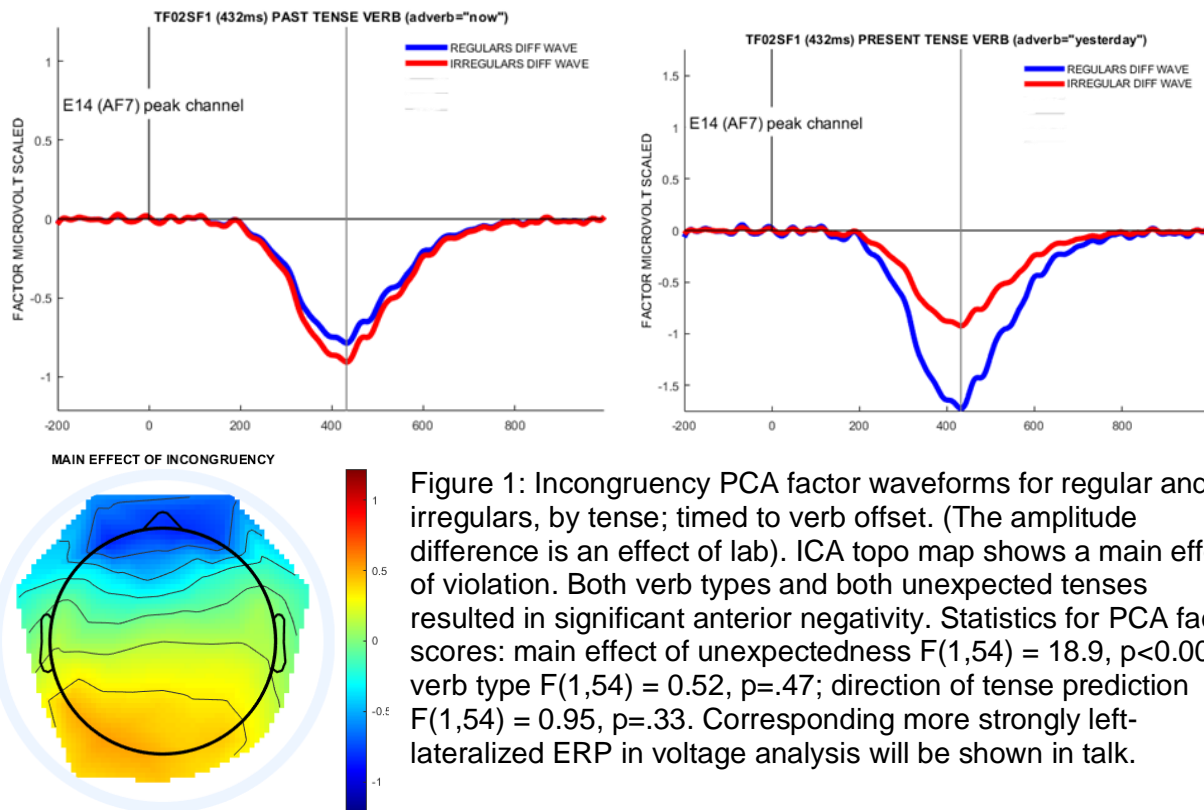 TF02SF1 (432ms) PAST TENSE VERB (adverb="now")
REGULARS DIFF WAVE
IRREGULARS DIFF WAVE
E14 (AF7) peak channel
FACTOR MICROVOLT SCALED
1
0.5
0
-0.5
-1
-200 0 200 400 600 800
TF02SF1 (432ms) PRESENT TENSE VERB (adverb="yesterday")
REGULARS DIFF WAVE
IRREGULAR DIFF WAVE
E14 (AF7) peak channel
FACTOR MICROVOLT SCALED
1.5
1
0.5
0
-0.5
-1
-1.5
-200 0 200 400 600 800
MAIN EFFECT OF INCONGRUENCY
1
0.5
0
-0.5
-1
Figure 1: Incongruency PCA factor waveforms for regular and
irregulars, by tense; timed to verb offset. (The amplitude
difference is an effect of lab). ICA topo map shows a main eff
of violation. Both verb types and both unexpected tenses
resulted in significant anterior negativity. Statistics for PCA fa
scores: main effect of unexpectedness F(1,54) = 18.9, p<0.00
verb type F(1,54) = 0.52, p=.47; direction of tense prediction
F(1,54) = 0.95, p=.33. Corresponding more strongly left-
lateralized ERP in voltage analysis will be shown in talk.